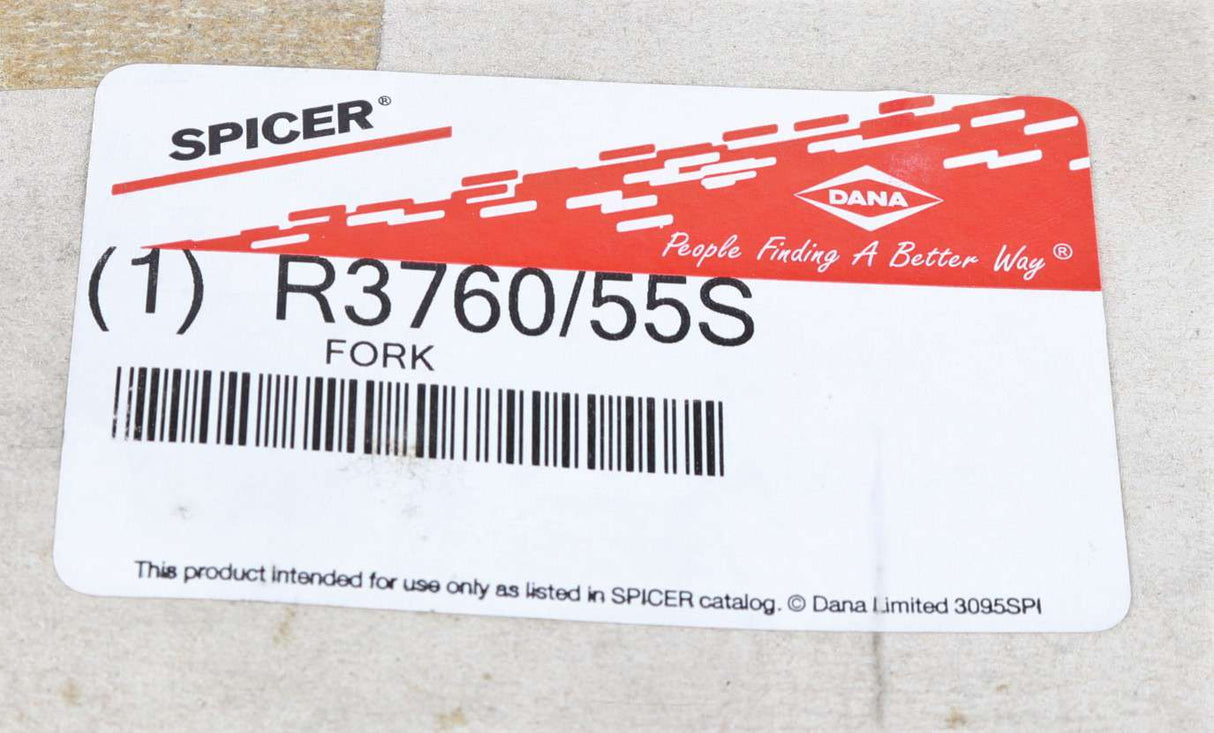 SPICER®
DANA
People Finding A Better Way®
(1) R3760/55S
FORK
This product intended for use only as listed in SPICER catalog. © Dana Limited 3095SPI